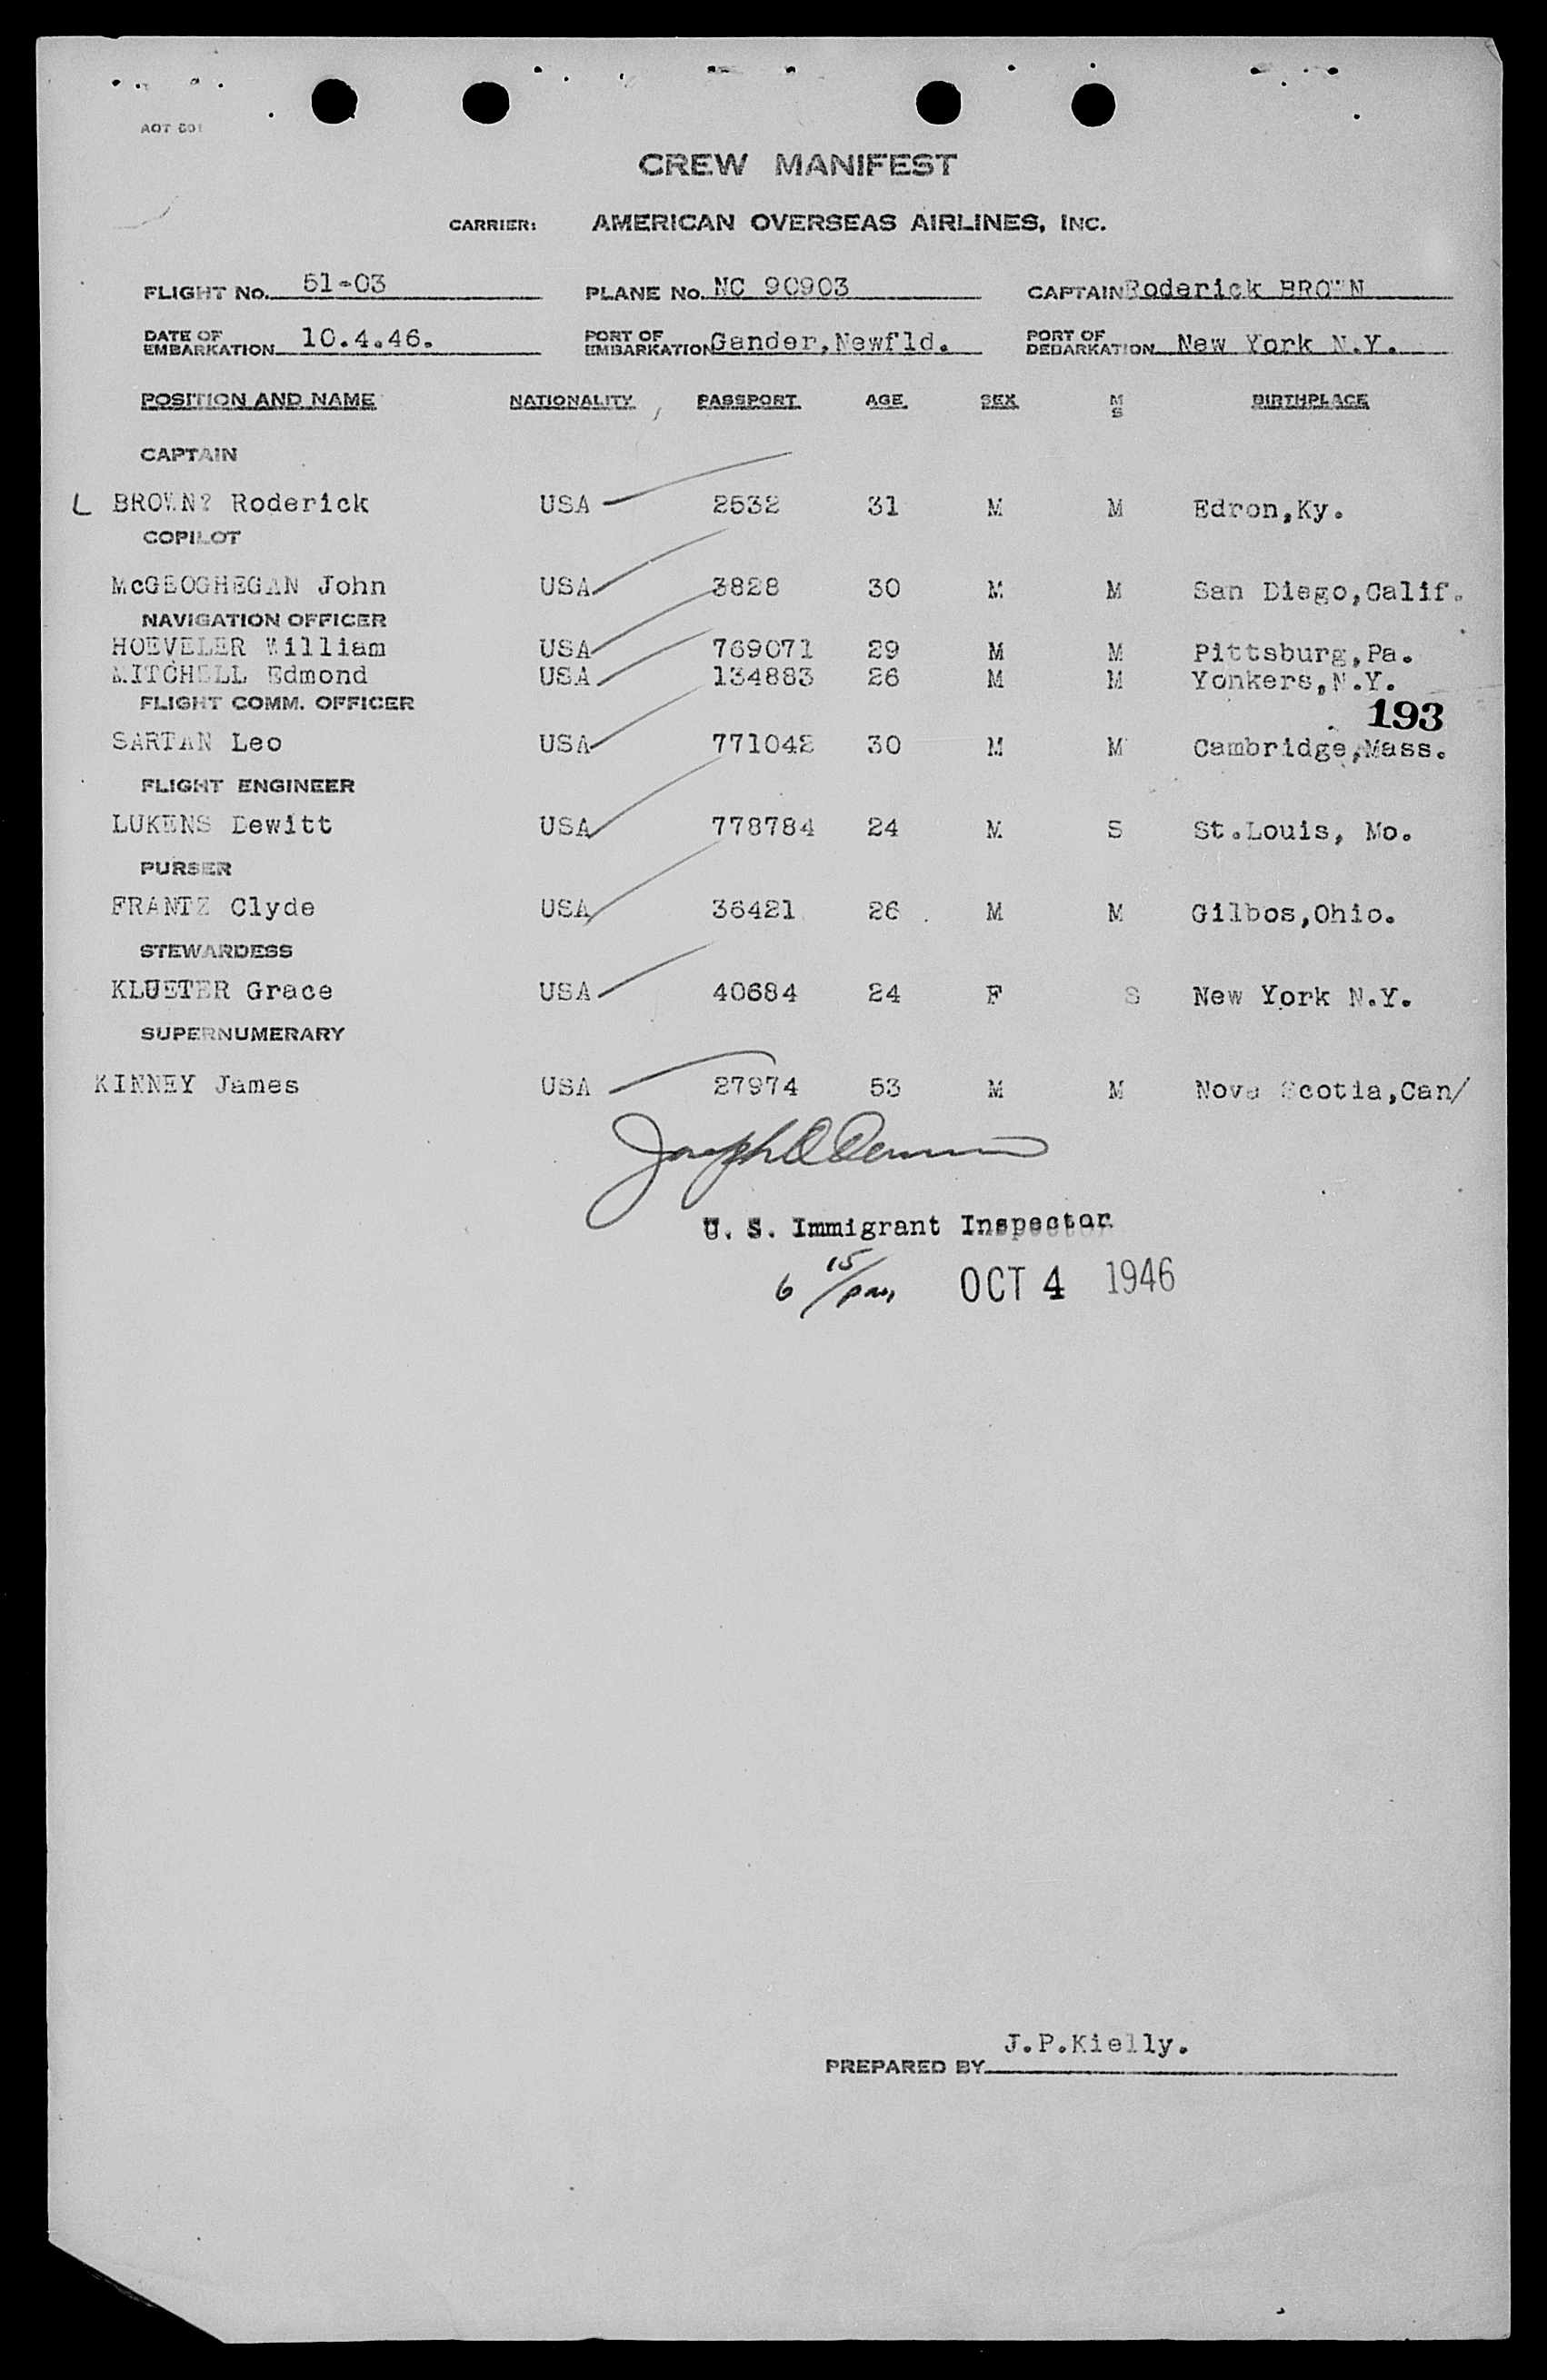 AOT 501
CREW MANIFEST
CARRIER: AMERICAN OVERSEAS AIRLINES, INC.
FLIGHT No. 51-03 PLANE No. NC 90903 CAPTAIN Roderick BROWN
DATE OF EMBARKATION 10.4.46. PORT OF EMBARKATION Gander,Newfld. PORT OF DEBARKATION New York N.Y.
POSITION AND NAME NATIONALITY PASSPORT AGE SEX M S BIRTHPLACE
CAPTAIN
L BROWN? Roderick USA 2532 31 M M Edron,Ky.
COPILOT
McGEOGHEGAN John USA 3828 30 M M San Diego,Calif.
NAVIGATION OFFICER
HOEVELER William USA 769071 29 M M Pittsburg,Pa.
MITCHELL Edmond USA 134883 26 M M Yonkers,N.Y.
FLIGHT COMM. OFFICER
193
SARTAN Leo USA 771042 30 M M Cambridge,Mass.
FLIGHT ENGINEER
LUKENS Dewitt USA 778784 24 M S St.Louis, Mo.
PURSER
FRANTZ Clyde USA 36421 26 M M Gilbos,Ohio.
STEWARDESS
KLUETER Grace USA 40684 24 F S New York N.Y.
SUPERNUMERARY
KINNEY James USA 27974 53 M M Nova Scotia,Can/
Joseph
U. S. Immigrant Inspector
6 15/pm, OCT 4 1946
J.P.Kielly.
PREPARED BY